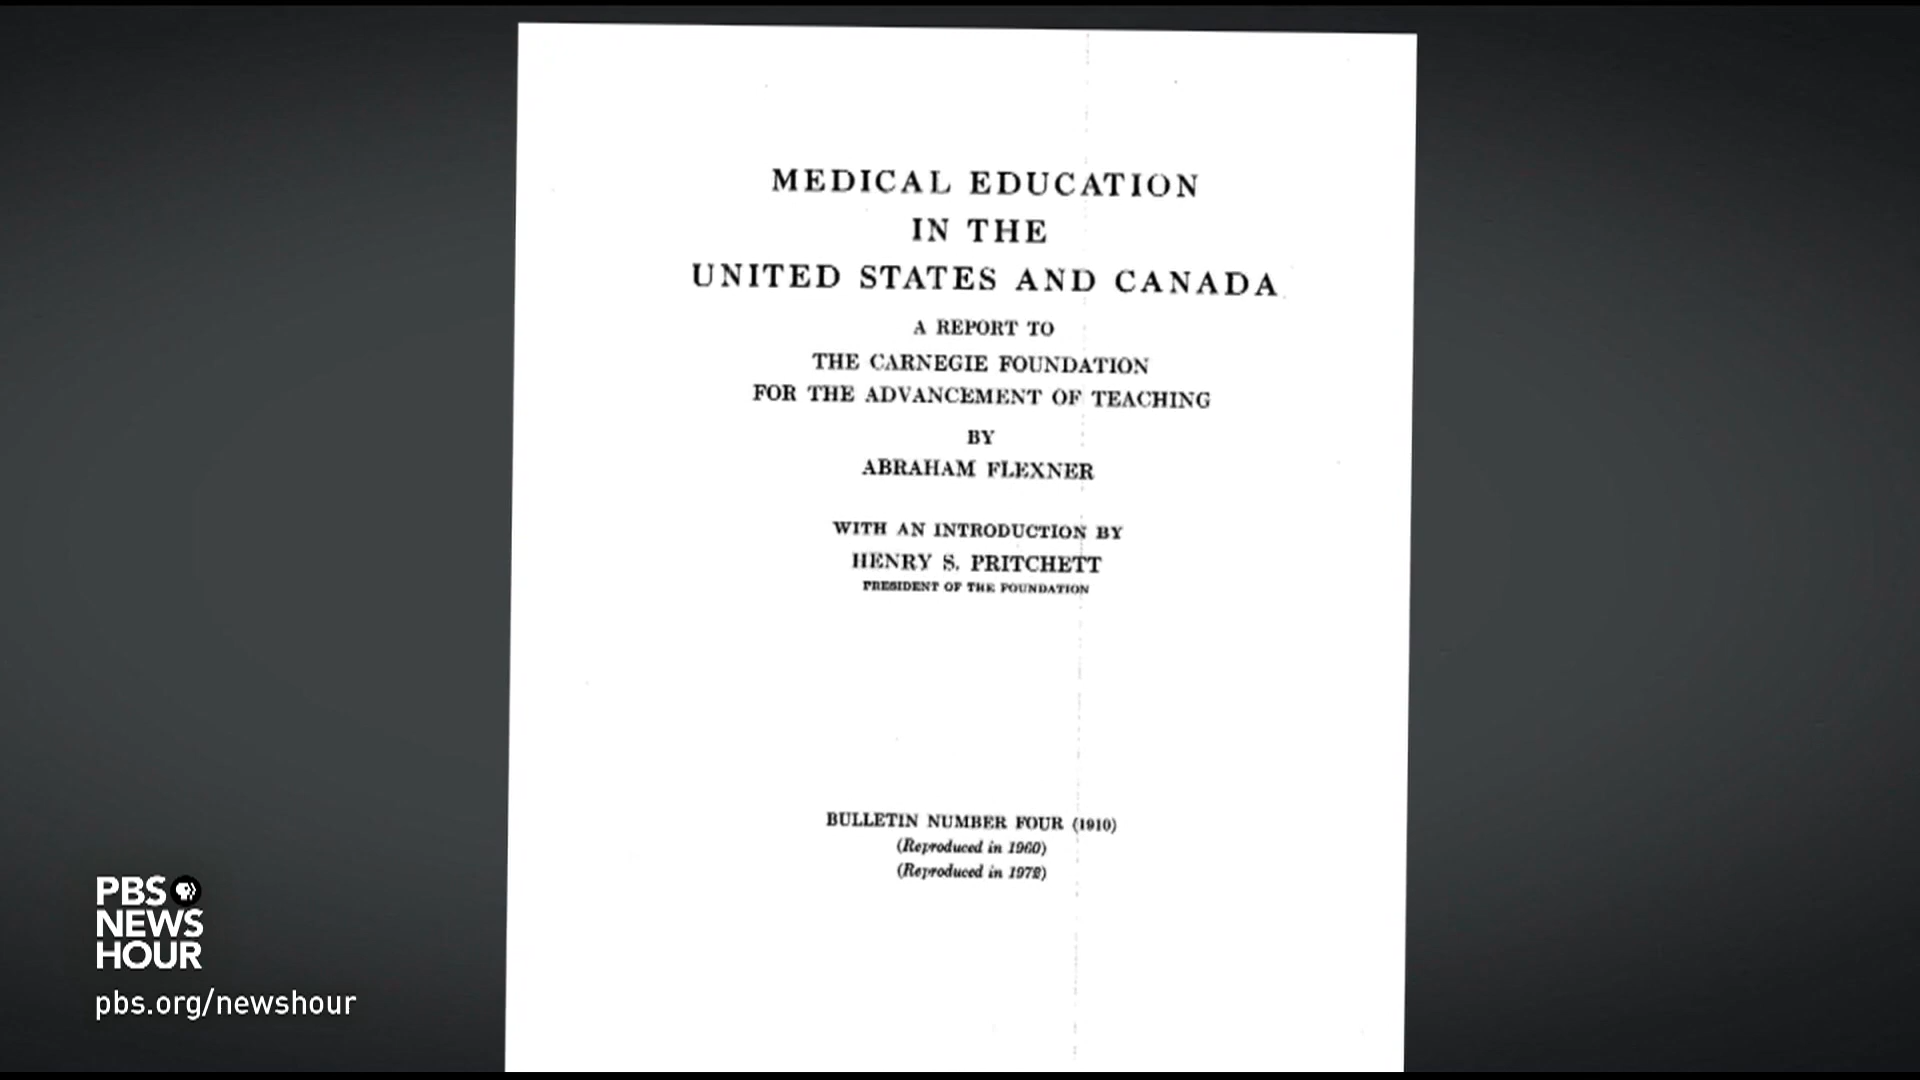 MEDICAL EDUCATION
IN THE
UNITED STATES AND CANADA
A REPORT TO
THE CARNEGIE FOUNDATION
FOR THE ADVANCEMENT OF TEACHING
BY
ABRAHAM FLEXNER
WITH AN INTRODUCTION BY
HENRY S. PRITCHETT
PRESIDENT OF THE FOUNDATION
BULLETIN NUMBER FOUR (1910)
(Reproduced in 1960)
(Reproduced in 1972)
PBS
NEWS
HOUR
pbs.org/newshour